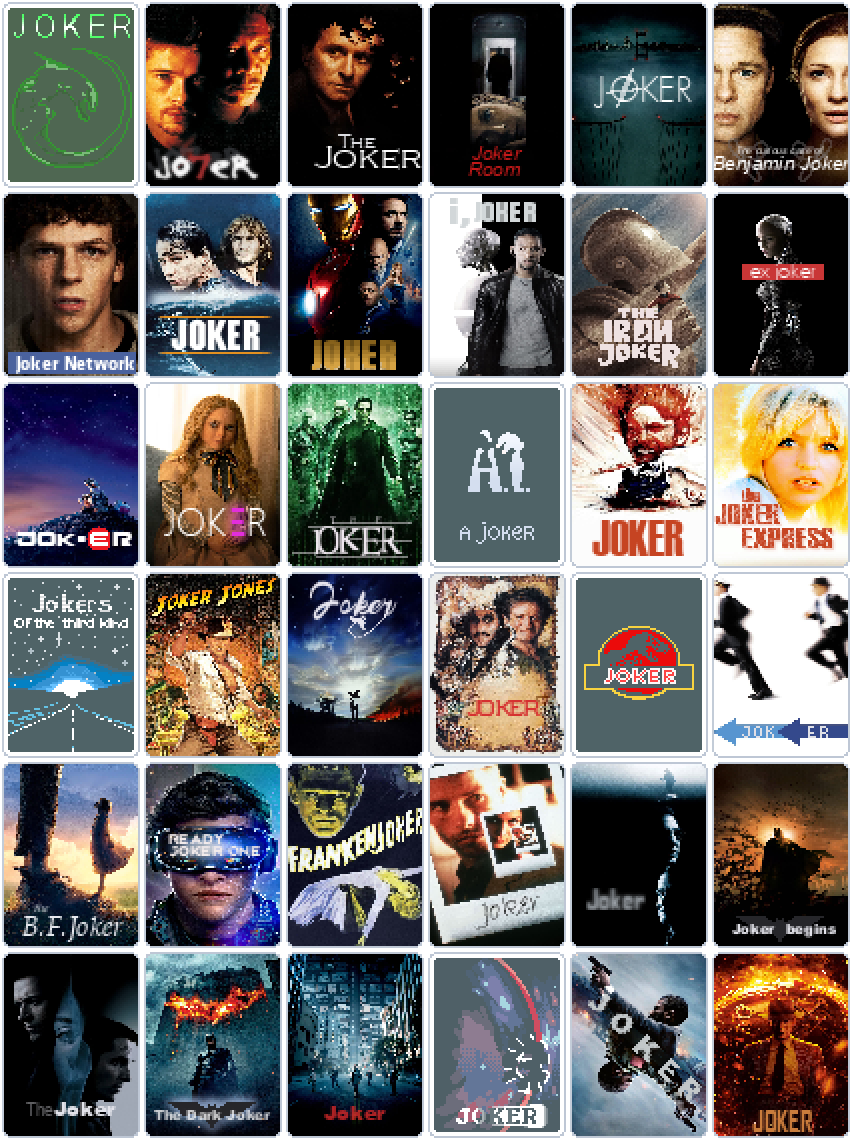 JOKER
Jo7er
THE
JOKER
Joker
Room
JØKER
The curious case of
Benjamin Joker
Joker Network
JOKER
JOKER
i, JOKER
THE
IRON
JOKER
ex joker
JOK-ER
JOKER
THE
JOKER
A.I.
A JOKER
JOKER
the
JOKER
EXPRESS
Jokers
Of the third kind
JOKER JONES
Joker
JOKER
JOKER
JOK ER
the
B.F.Joker
READY
JOKER ONE
FRANKENJOKER
Joker
Joker
Joker begins
TheJoker
The Dark Joker
Joker
JOKER
JOKER
JOKER